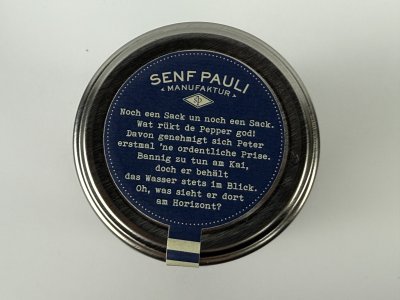 SENF PAULI
MANUFAKTUR
SP
Noch een Sack un noch een Sack.
Wat rükt de Pepper god!
Davon genehmigt sich Peter
erstmal 'ne ordentliche Prise.
Bannig zu tun am Kai,
doch er behält
das Wasser stets im Blick.
Oh, was sieht er dort
am Horizont?